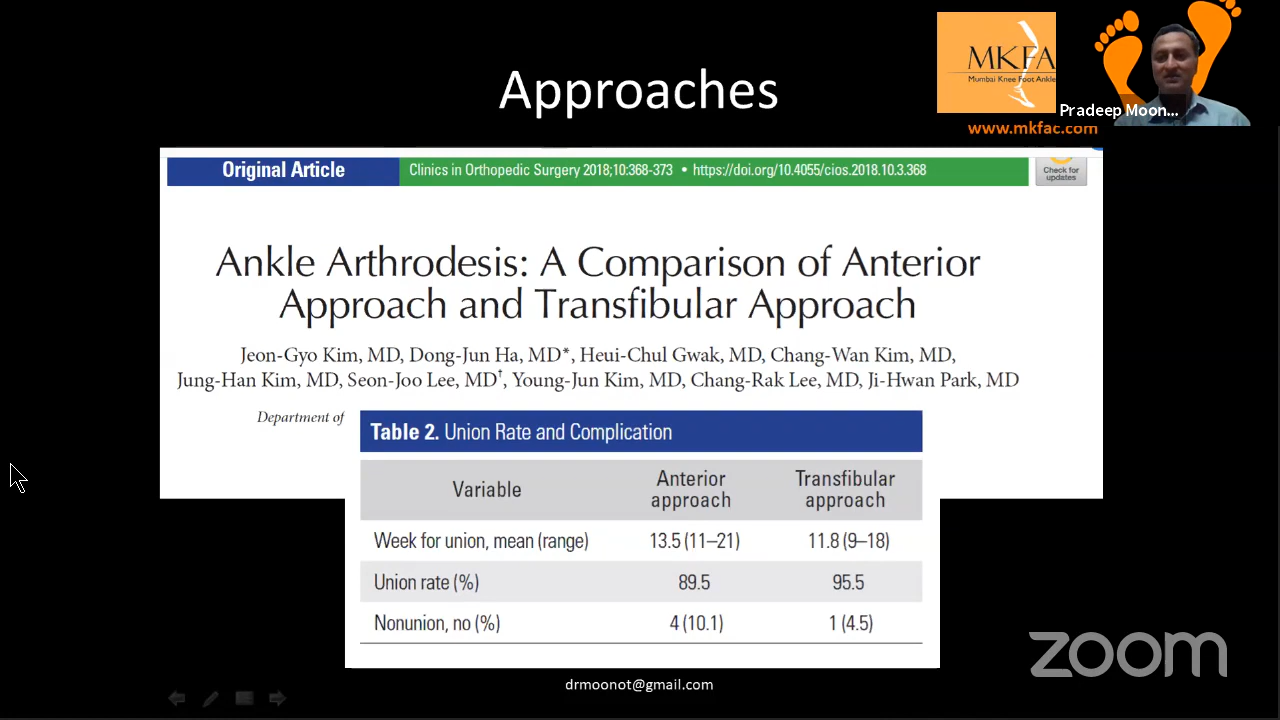 Approaches
MKFA
Mumbai Knee Foot Ankle
Pradeep Moon...
www.mkfac.com
Original Article
Clinics in Orthopedic Surgery 2018;10:368-373 • https://doi.org/10.4055/cios.2018.10.3.368
Check for
updates
Ankle Arthrodesis: A Comparison of Anterior
Approach and Transfibular Approach
Jeon-Gyo Kim, MD, Dong-Jun Ha, MD*, Heui-Chul Gwak, MD, Chang-Wan Kim, MD,
Jung-Han Kim, MD, Seon-Joo Lee, MD†, Young-Jun Kim, MD, Chang-Rak Lee, MD, Ji-Hwan Park, MD
Department of
Table 2. Union Rate and Complication
Variable Anterior approach Transfibular approach
Week for union, mean (range) 13.5 (11–21) 11.8 (9–18)
Union rate (%) 89.5 95.5
Nonunion, no (%) 4 (10.1) 1 (4.5)
zoom
drmoonot@gmail.com